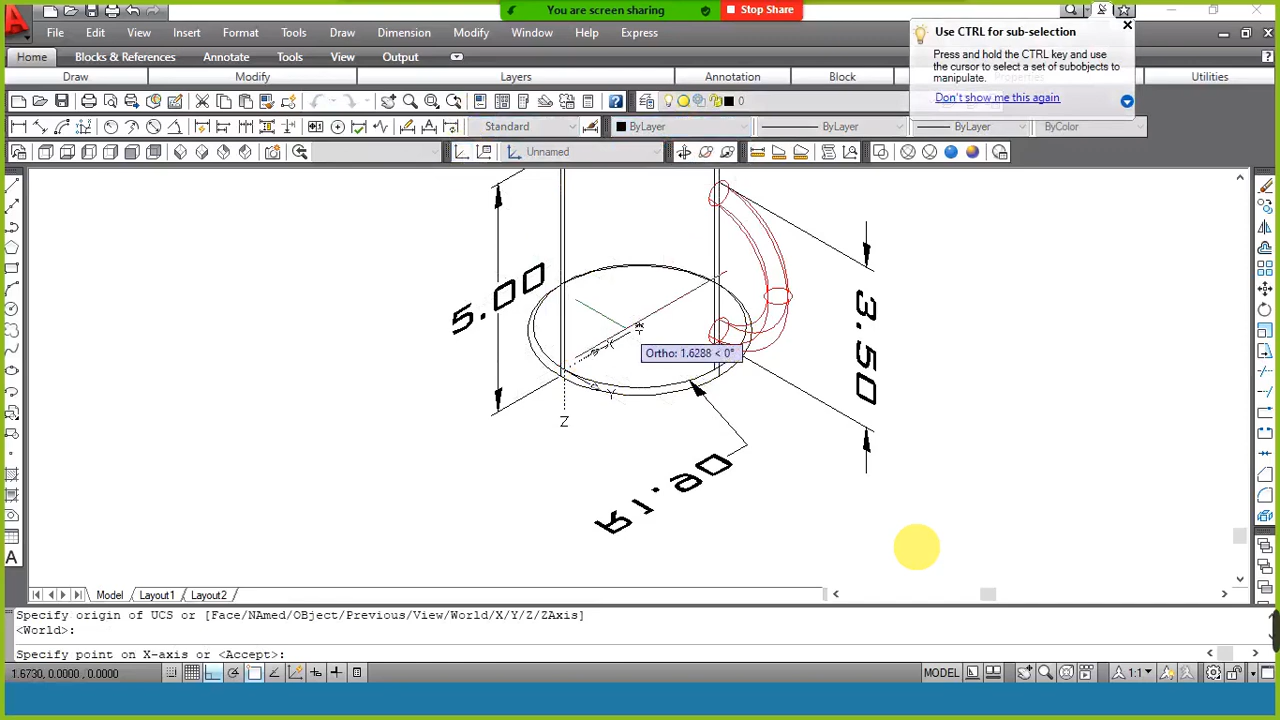 You are screen sharing
Stop Share
File Edit View Insert Format Tools Draw Dimension Modify Window Help Express
Use CTRL for sub-selection
Press and hold the CTRL key and use
the cursor to select a set of subobjects to
manipulate.
Don't show me this again
Home Blocks & References Annotate Tools View Output
Draw Modify Layers Annotation Block Properties Utilities
0
Standard ByLayer ByLayer ByLayer ByColor
Unnamed
5.00
3.50
Ortho: 1.6288 < 0°
X
Y
Z
R1.90
A
Model Layout1 Layout2
Specify origin of UCS or [Face/NAmed/OBject/Previous/View/World/X/Y/Z/ZAxis]
<World>:
Specify point on X-axis or <Accept>:
1.6730, 0.0000 , 0.0000 MODEL 1:1